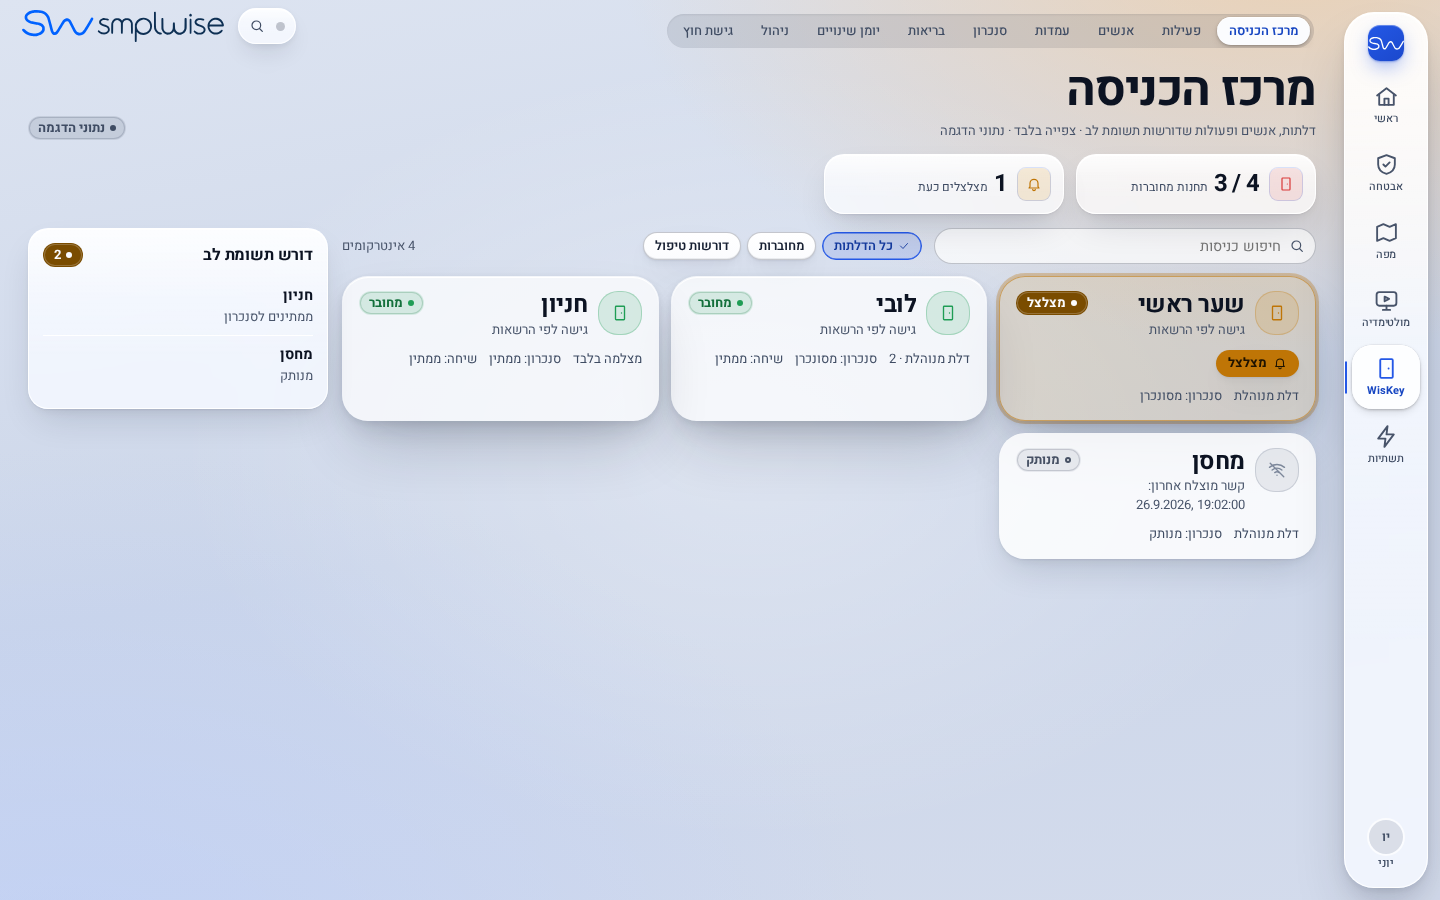 smplwise
מרכז הכניסה
פעילות
אנשים
עמדות
סנכרון
בריאות
יומן שינויים
ניהול
גישת חוץ
SW
ראשי
אבטחה
מפה
מולטימדיה
WisKey
תשתיות
יו
יוני
מרכז הכניסה
דלתות, אנשים ופעולות שדורשות תשומת לב · צפייה בלבד · נתוני הדגמה
נתוני הדגמה
3 / 4 תחנות מחוברות
1 מצלצלים כעת
חיפוש כניסות
כל הדלתות
מחוברות
דורשות טיפול
4 אינטרקומים
שער ראשי
מצלצל
גישה לפי הרשאות
מצלצל
דלת מנוהלת סנכרון: מסונכרן
לובי
מחובר
גישה לפי הרשאות
דלת מנוהלת · 2 סנכרון: מסונכרן שיחה: ממתין
חניון
מחובר
גישה לפי הרשאות
מצלמה בלבד סנכרון: ממתין שיחה: ממתין
מחסן
מנותק
קשר מוצלח אחרון:
26.9.2026, 19:02:00
דלת מנוהלת סנכרון: מנותק
דורש תשומת לב
2
חניון
ממתינים לסנכרון
מחסן
מנותק